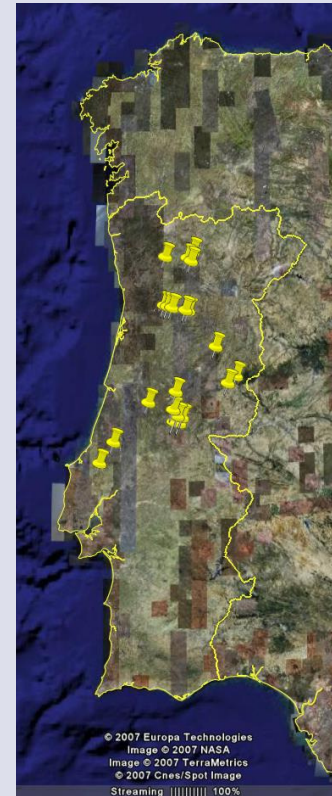 © 2007 Europa Technologies
Image © 2007 NASA
Image © 2007 TerraMetrics
© 2007 Cnes/Spot Image
Streaming |||||||||| 100%